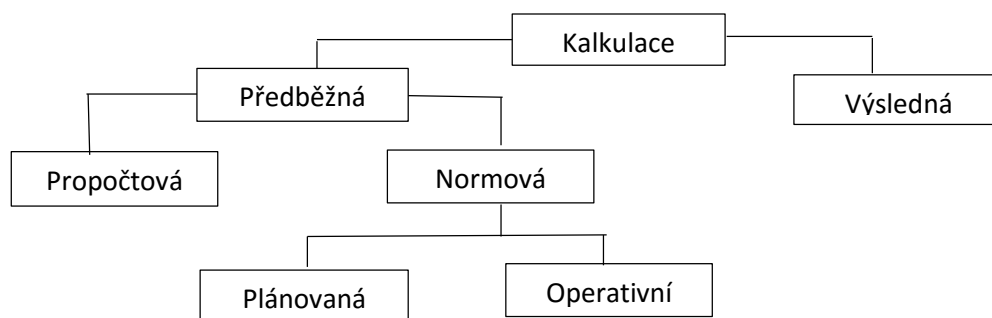 Kalkulace
Předběžná
Výsledná
Propočtová
Normová
Plánovaná
Operativní